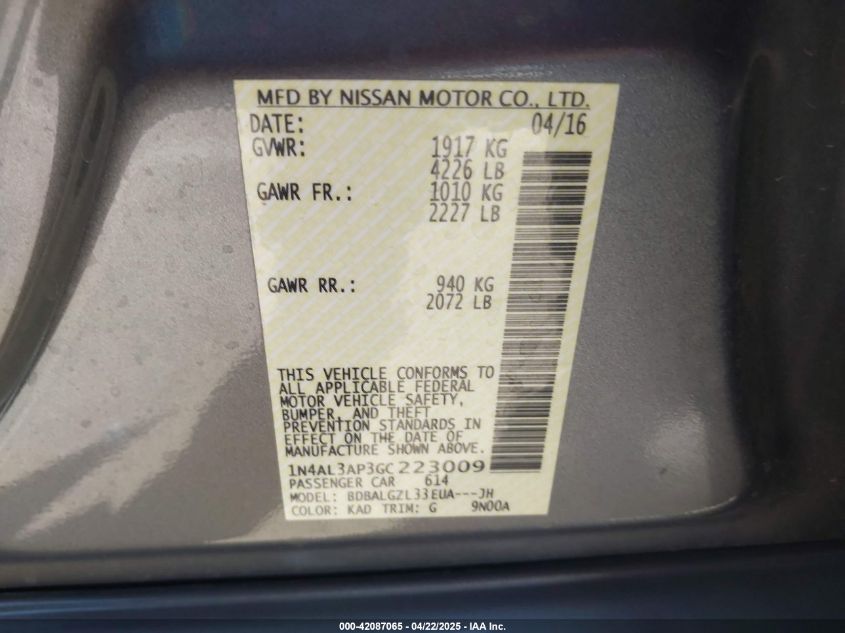 MFD BY NISSAN MOTOR CO., LTD.
DATE: 04/16
GVWR: 1917 KG
4226 LB
GAWR FR.: 1010 KG
2227 LB
GAWR RR.: 940 KG
2072 LB
THIS VEHICLE CONFORMS TO
ALL APPLICABLE FEDERAL
MOTOR VEHICLE SAFETY,
BUMPER, AND THEFT
PREVENTION STANDARDS IN
EFFECT ON THE DATE OF
MANUFACTURE SHOWN ABOVE.
1N4AL3AP3GC223009
PASSENGER CAR 614
MODEL: BDBALGZL33EUA---JH
COLOR: KAD TRIM: G 9N00A
000-42087065 - 04/22/2025 - IAA Inc.